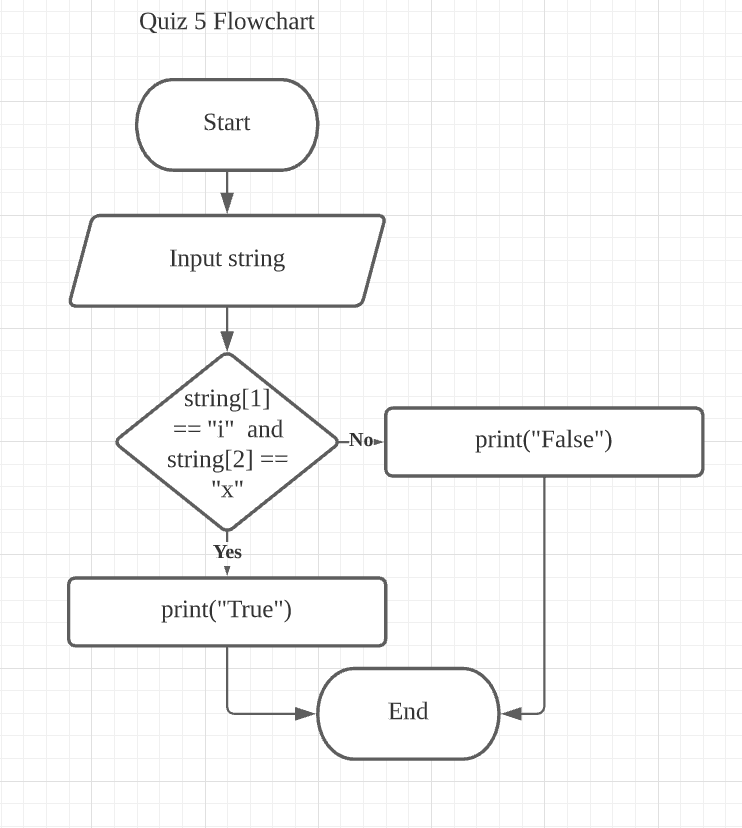 Quiz 5 Flowchart
Start
Input string
string[1]
== "i" and
string[2] ==
"x"
No
print("False")
Yes
print("True")
End